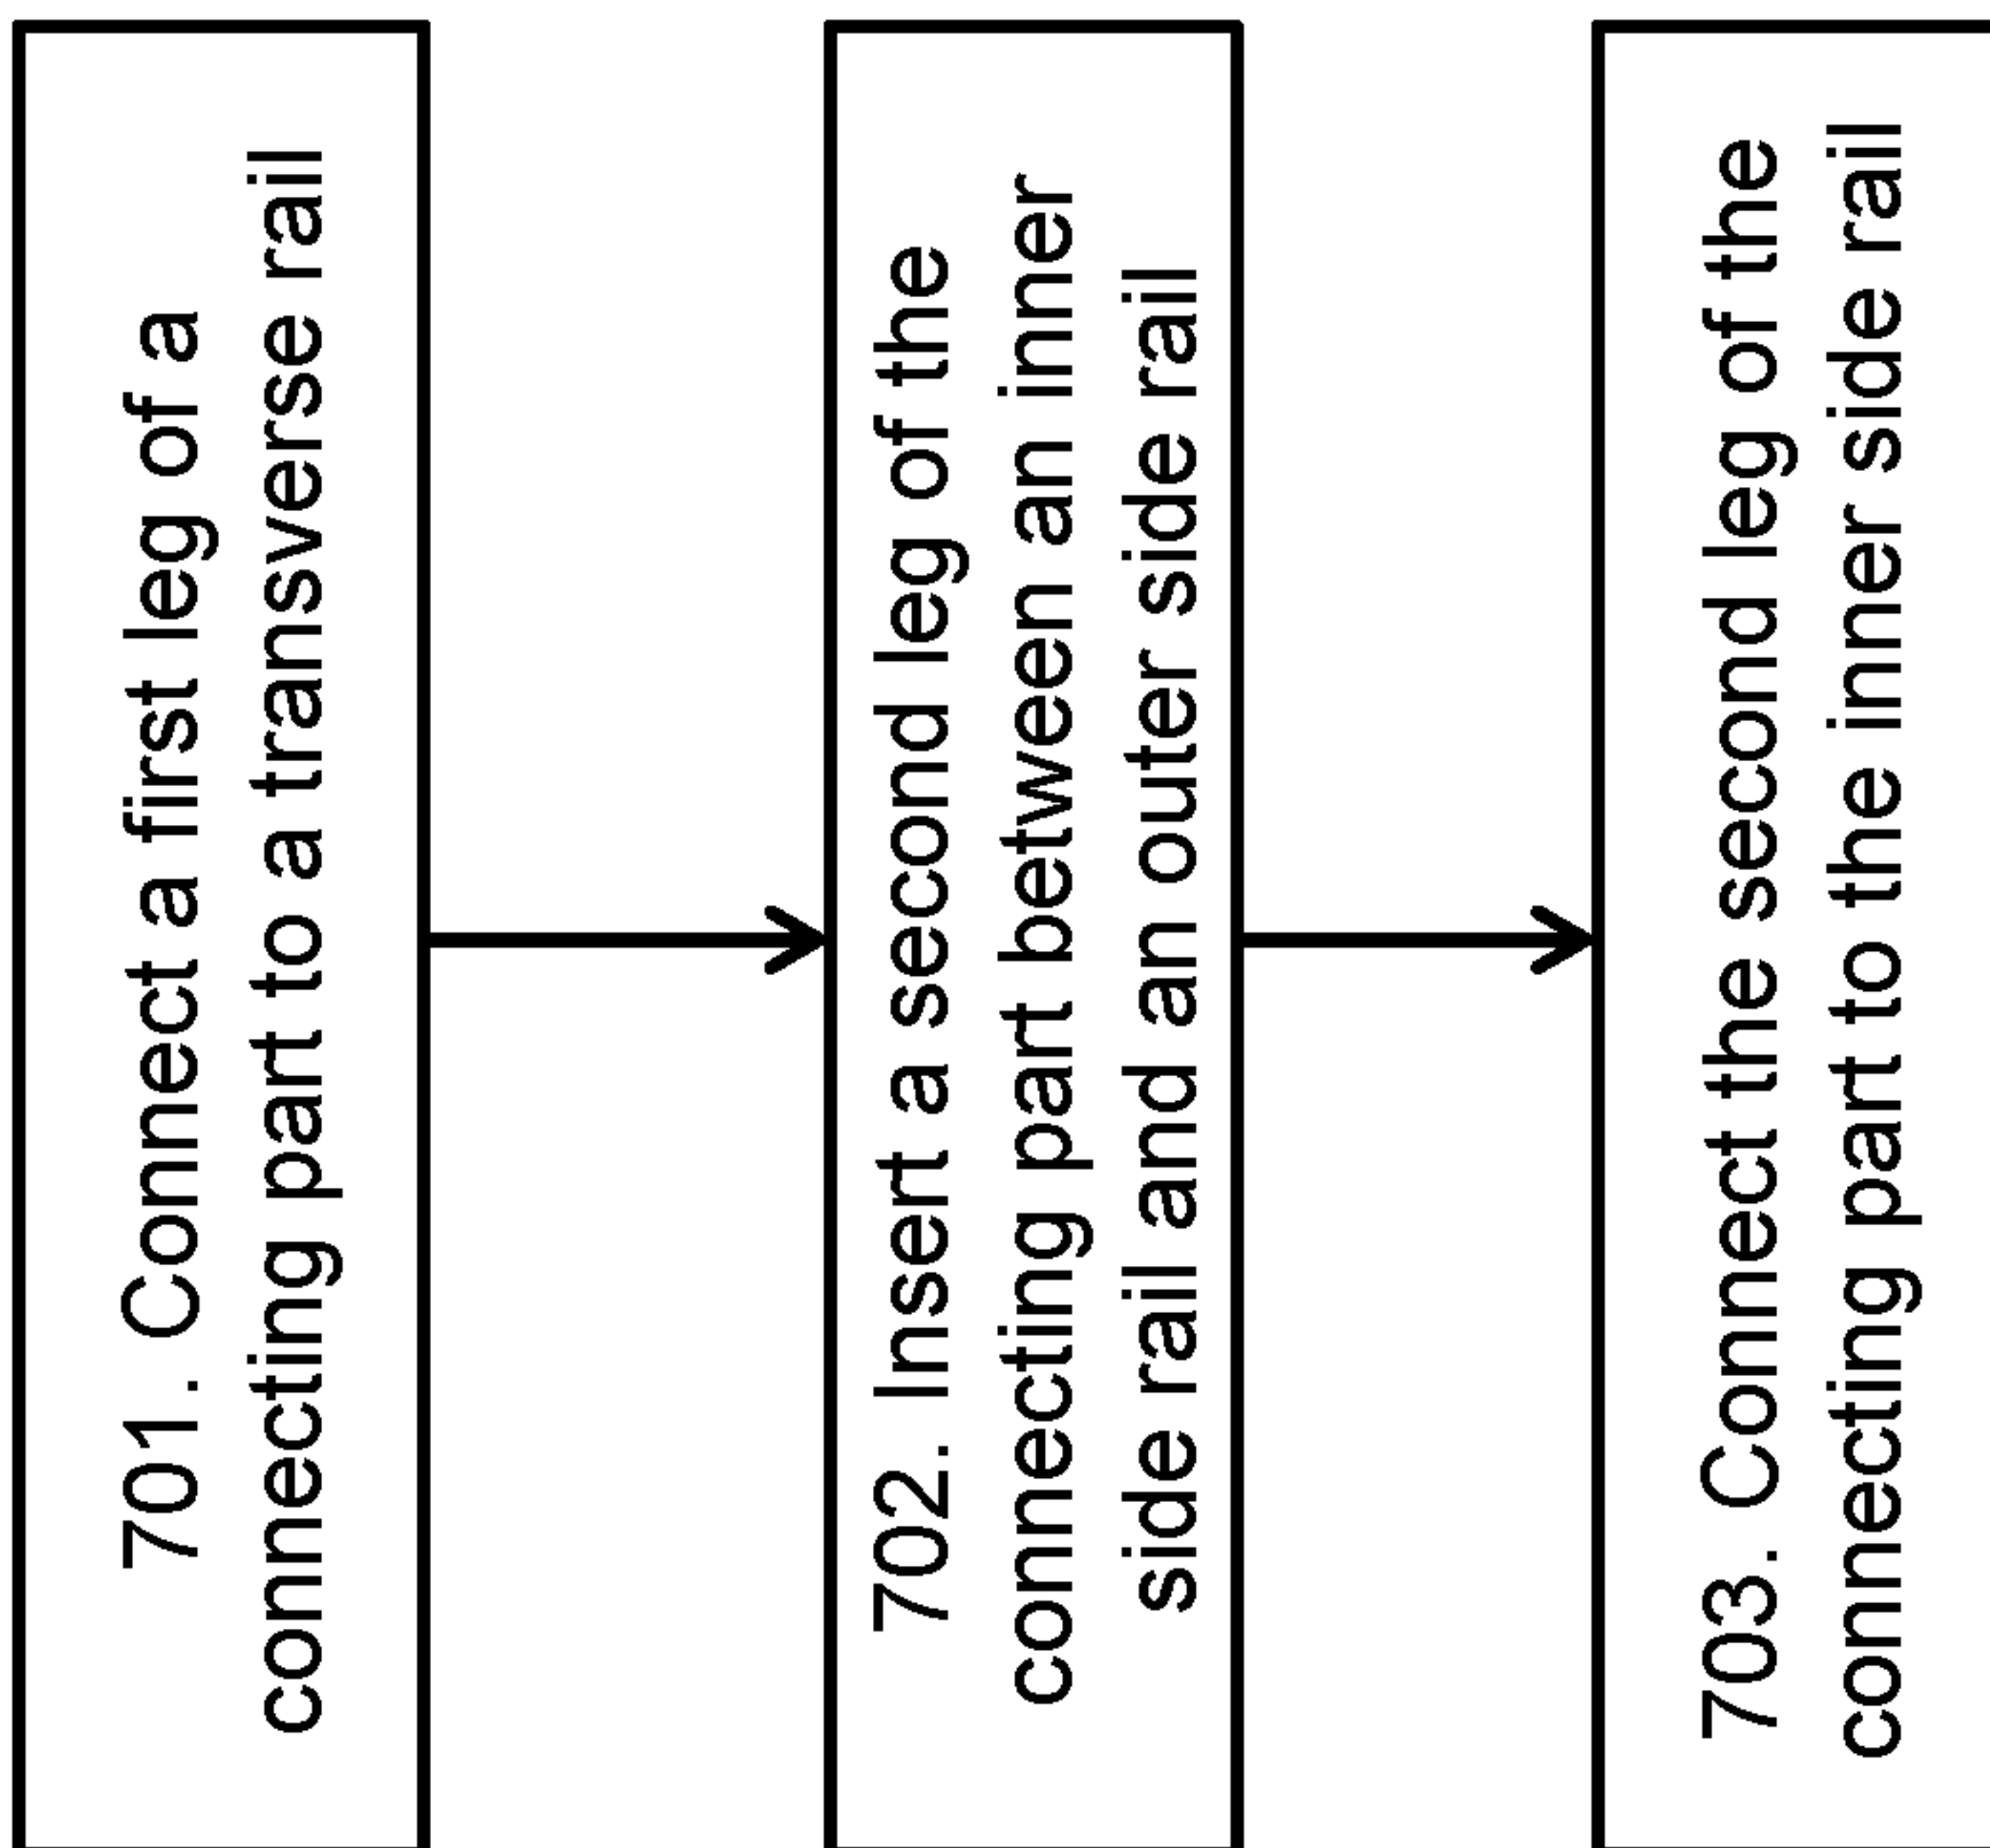 701. Connect a first leg of a
connecting part to a transverse rail
702. Insert a second leg of the
connecting part between an inner
side rail and an outer side rail
703. Connect the second leg of the
connecting part to the inner side rail